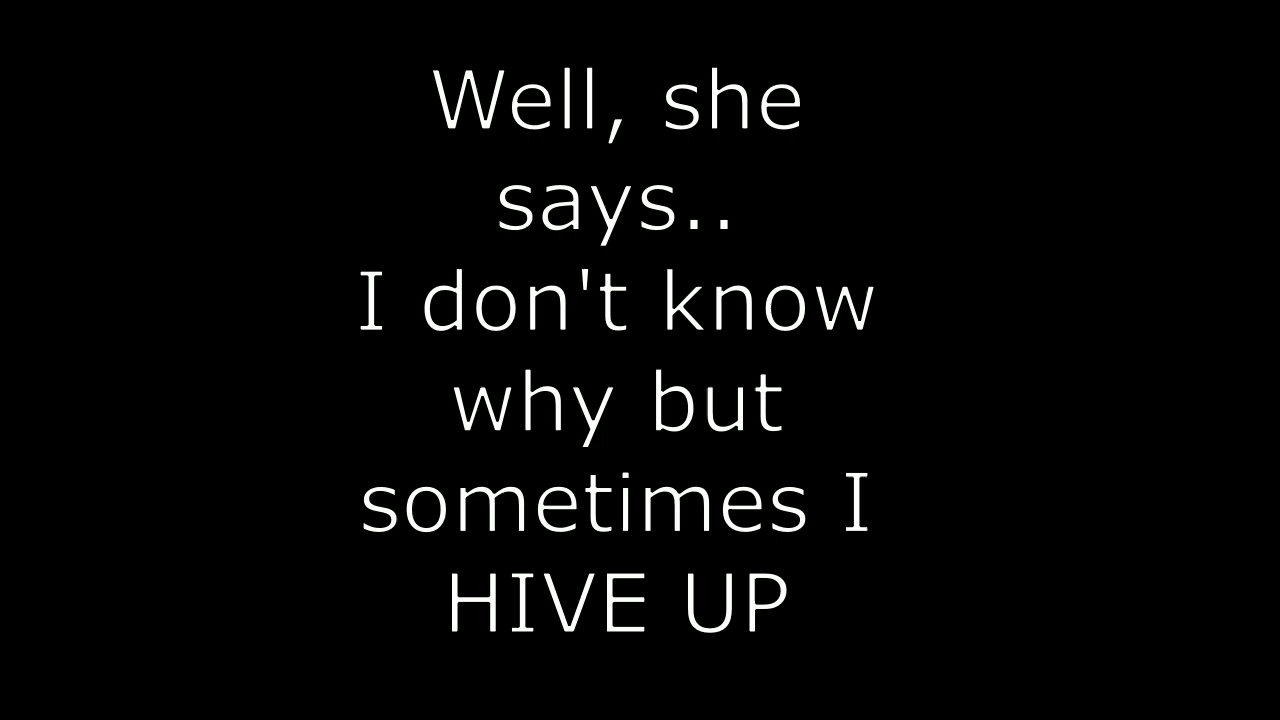 Well, she
says..
I don't know
why but
sometimes I
HIVE UP